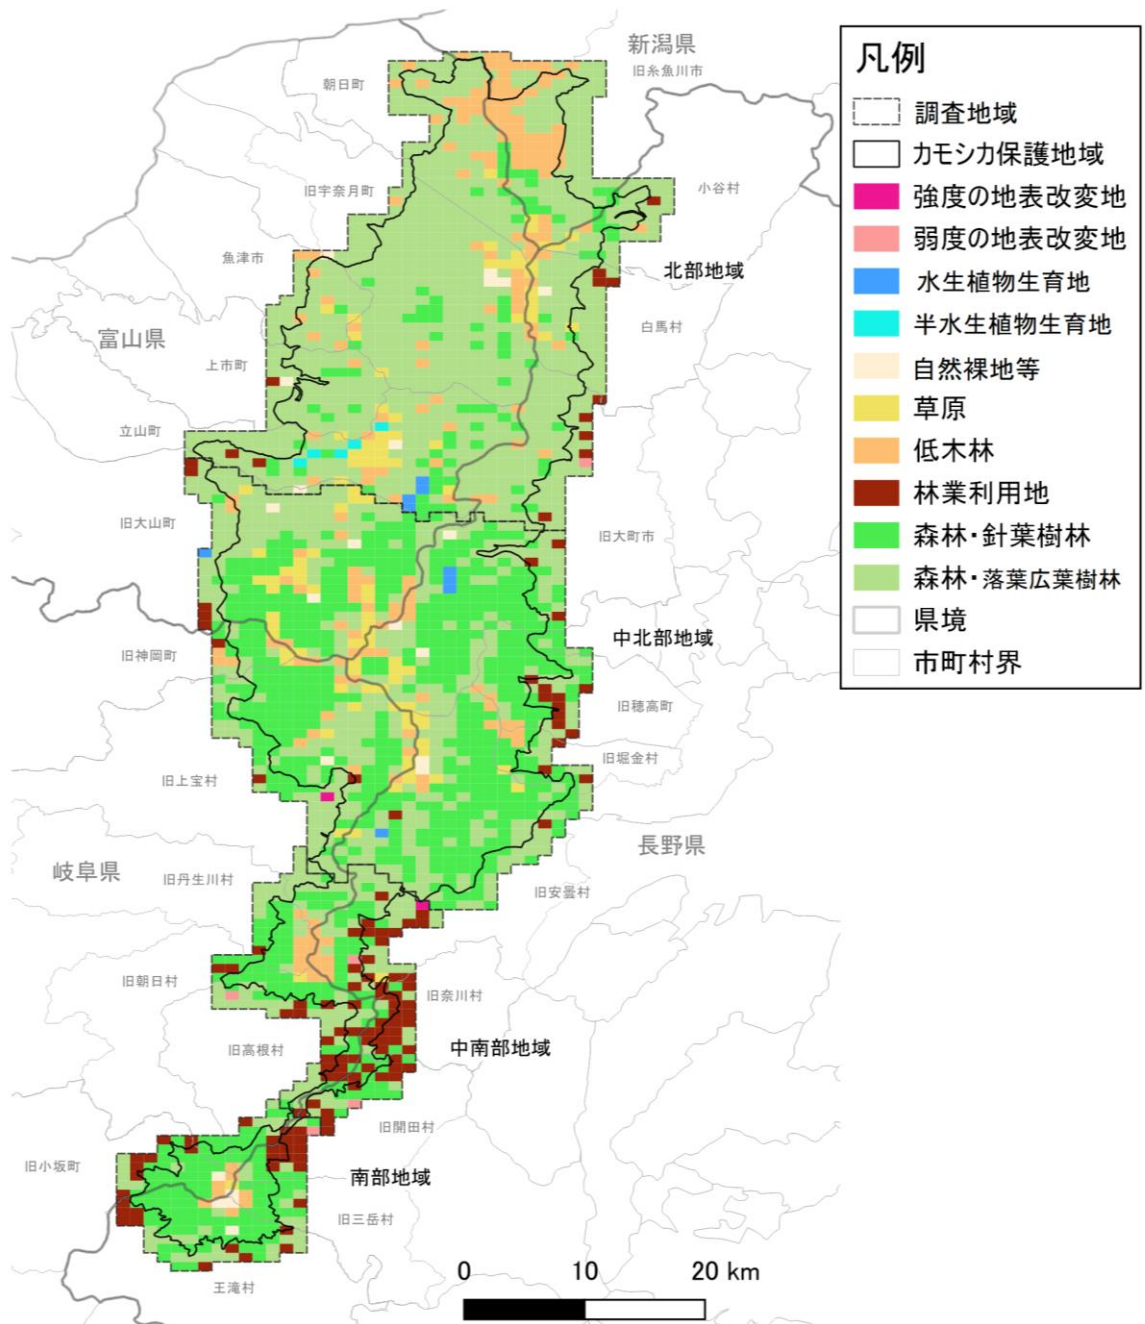 新潟県
旧糸魚川市
朝日町
旧宇奈月町
小谷村
魚津市
北部地域
富山県
白馬村
上市町
立山町
旧大山町
旧大町市
中北部地域
旧神岡町
旧穂高町
旧堀金村
旧上宝村
長野県
岐阜県
旧丹生川村
旧安曇村
旧朝日村
旧奈川村
旧高根村
中南部地域
旧開田村
旧小坂町
南部地域
旧三岳村
王滝村
0 10 20 km
凡例
調査地域
カモシカ保護地域
強度の地表改変地
弱度の地表改変地
水生植物生育地
半水生植物生育地
自然裸地等
草原
低木林
林業利用地
森林・針葉樹林
森林・落葉広葉樹林
県境
市町村界